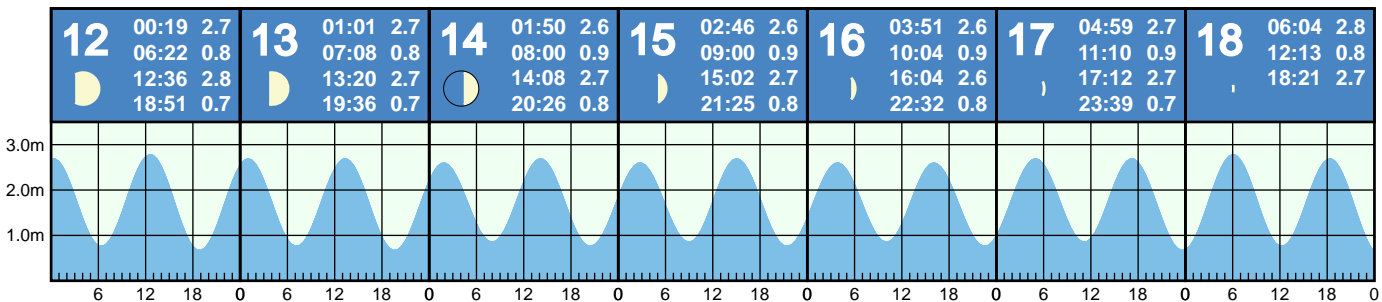 12 00:19 2.7 13 01:01 2.7 14 01:50 2.6 15 02:46 2.6 16 03:51 2.6 17 04:59 2.7 18 06:04 2.8
06:22 0.8 07:08 0.8 08:00 0.9 09:00 0.9 10:04 0.9 11:10 0.9 12:13 0.8
12:36 2.8 13:20 2.7 14:08 2.7 15:02 2.7 16:04 2.6 17:12 2.7 18:21 2.7
18:51 0.7 19:36 0.7 20:26 0.8 21:25 0.8 22:32 0.8 23:39 0.7
3.0m
2.0m
1.0m
6 12 18 0 6 12 18 0 6 12 18 0 6 12 18 0 6 12 18 0 6 12 18 0 6 12 18 0